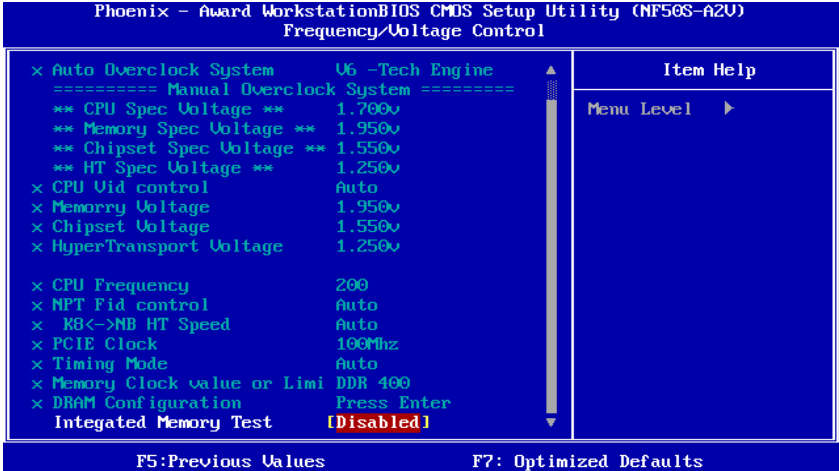 Phoenix - Award WorkstationBIOS CMOS Setup Utility (NF50S-A2V)
Frequency/Voltage Control
x Auto Overclock System V6 -Tech Engine
========== Manual Overclock System =========
** CPU Spec Voltage ** 1.700v
** Memory Spec Voltage ** 1.950v
** Chipset Spec Voltage ** 1.550v
** HT Spec Voltage ** 1.250v
x CPU Vid control Auto
x Memorry Voltage 1.950v
x Chipset Voltage 1.550v
x HyperTransport Voltage 1.250v
x CPU Frequency 200
x NPT Fid control Auto
x K8<->NB HT Speed Auto
x PCIE Clock 100Mhz
x Timing Mode Auto
x Memory Clock value or Limi DDR 400
x DRAM Configuration Press Enter
Integated Memory Test [Disabled]
Item Help
Menu Level
F5:Previous Values F7: Optimized Defaults